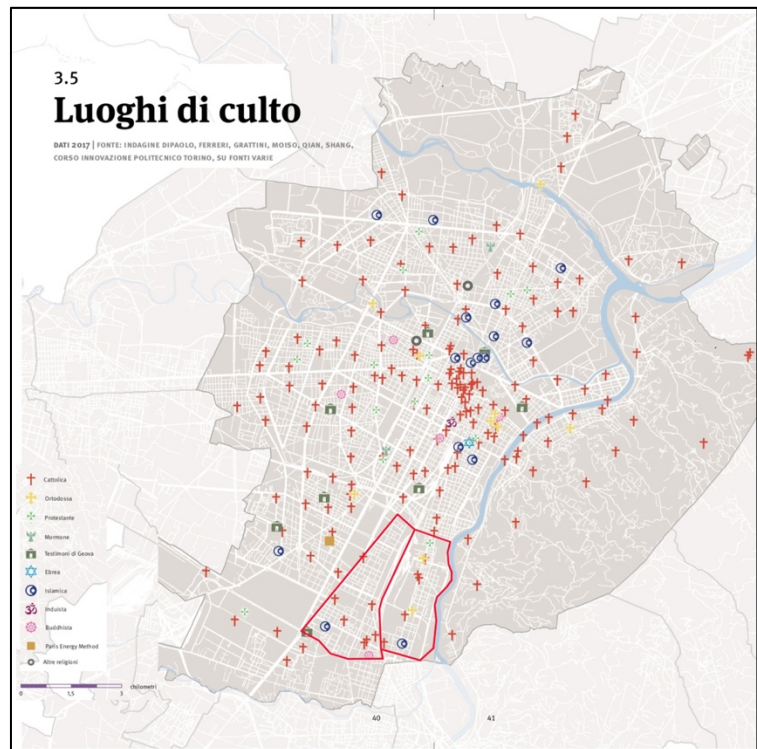 40
41
3.5
Luoghi di culto
DATI 2017 | FONTE: INDAGINE DIPAOLO, FERRERI, GRATTINI, MOISO, QIAN, SHANG,
CORSO INNOVAZIONE POLITECNICO TORINO, SU FONTI VARIE
Cattolica
Ortodossa
Protestante
Mormone
Testimoni di Geova
Ebrea
Islamica
Induista
Buddhista
Paris Energy Method
Altre religioni
0 1,5 3 chilometri
40 41